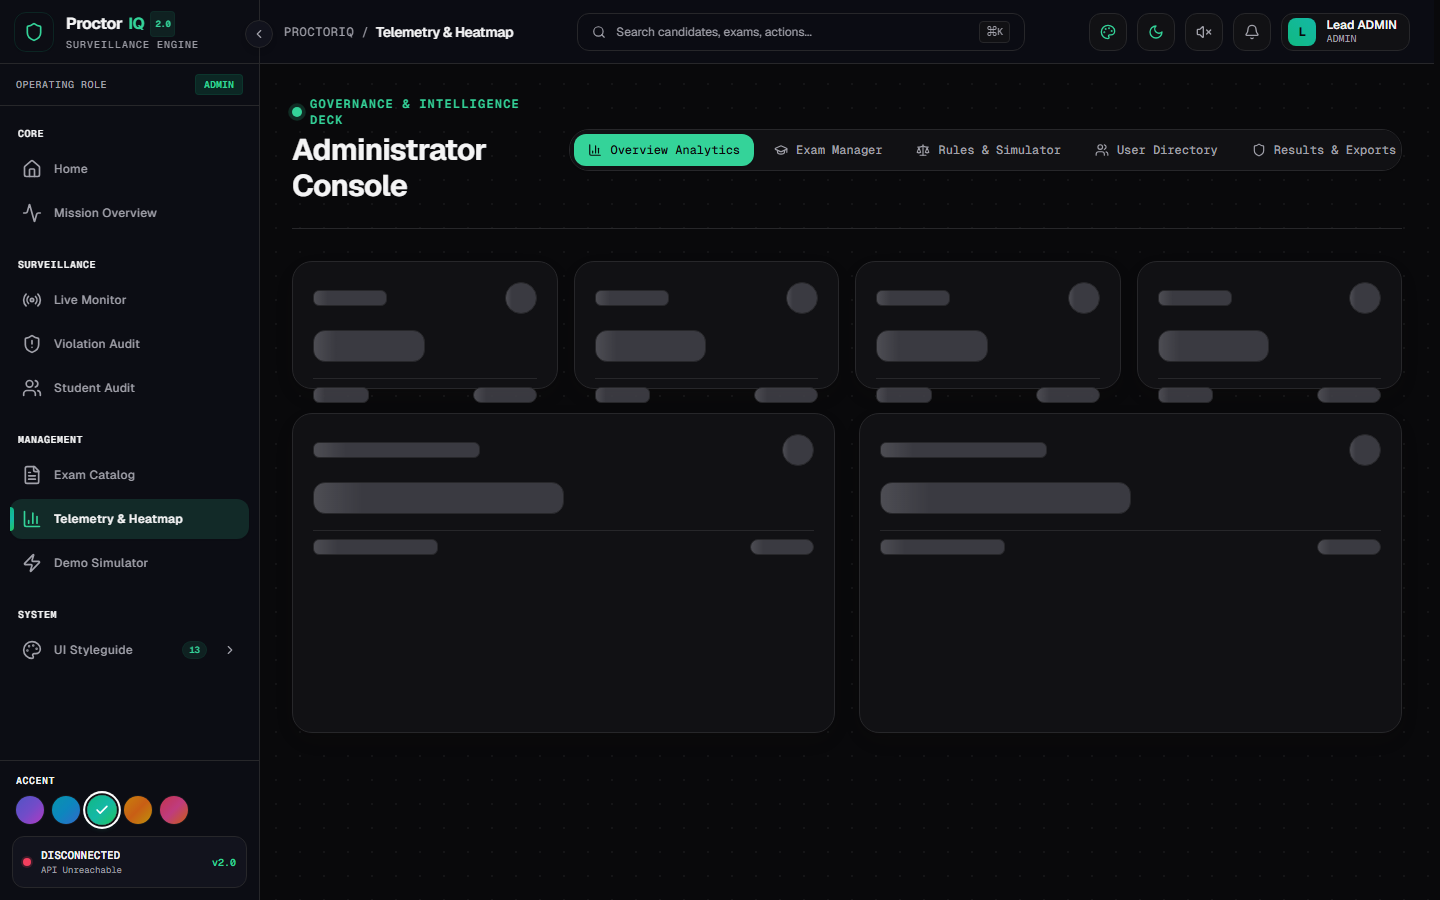 Proctor IQ 2.0
SURVEILLANCE ENGINE
OPERATING ROLE ADMIN
CORE
Home
Mission Overview
SURVEILLANCE
Live Monitor
Violation Audit
Student Audit
MANAGEMENT
Exam Catalog
Telemetry & Heatmap
Demo Simulator
SYSTEM
UI Styleguide 13
ACCENT
DISCONNECTED
API Unreachable
v2.0
PROCTORIQ / Telemetry & Heatmap
Search candidates, exams, actions...
⌘K
L
Lead ADMIN
ADMIN
GOVERNANCE & INTELLIGENCE
DECK
Administrator
Console
Overview Analytics
Exam Manager
Rules & Simulator
User Directory
Results & Exports